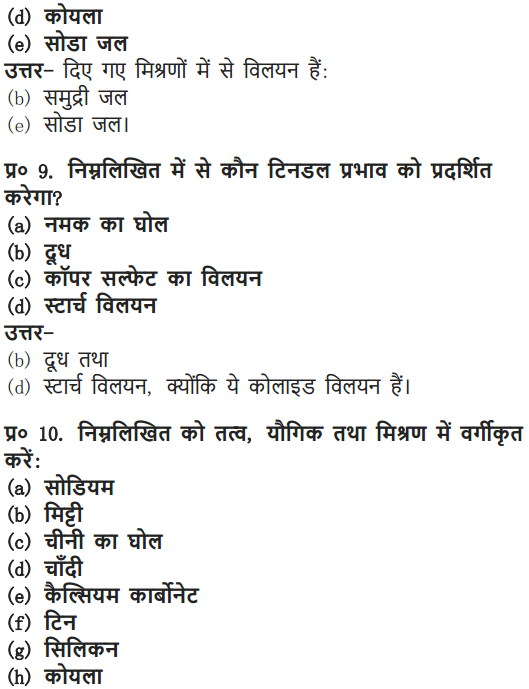 (d) कोयला
(e) सोडा जल
उत्तर– दिए गए मिश्रणों में से विलयन हैं:
(b) समुद्री जल
(e) सोडा जल।
प्र० 9. निम्नलिखित में से कौन टिनडल प्रभाव को प्रदर्शित
करेगा?
(a) नमक का घोल
(b) दूध
(c) कॉपर सल्फेट का विलयन
(d) स्टार्च विलयन
उत्तर–
(b) दूध तथा
(d) स्टार्च विलयन, क्योंकि ये कोलाइड विलयन हैं।
प्र० 10. निम्नलिखित को तत्व, यौगिक तथा मिश्रण में वर्गीकृत
करें:
(a) सोडियम
(b) मिट्टी
(c) चीनी का घोल
(d) चाँदी
(e) कैल्सियम कार्बोनेट
(f) टिन
(g) सिलिकन
(h) कोयला